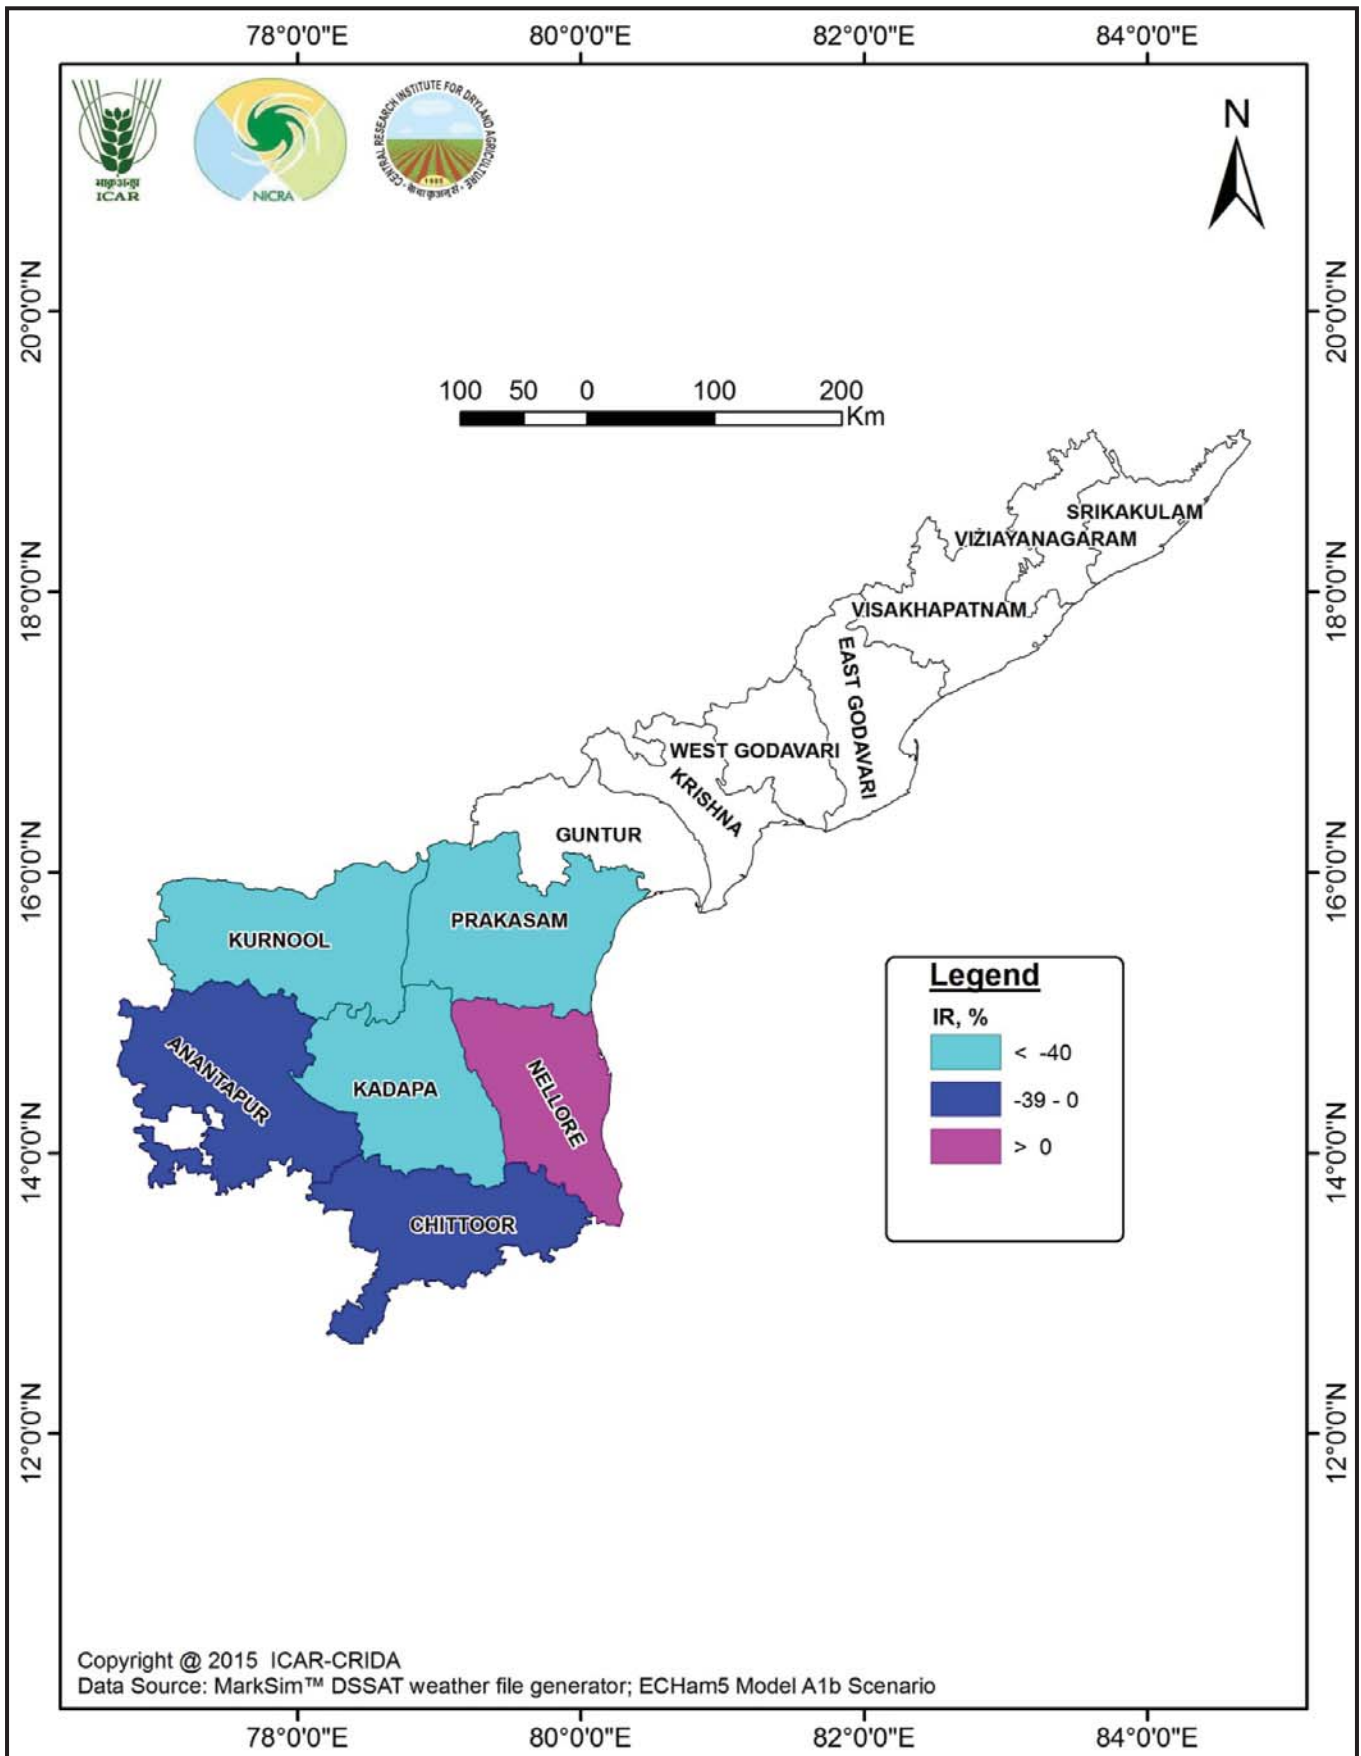 78°0'0"E 80°0'0"E 82°0'0"E 84°0'0"E
ICAR
NICRA
CENTRAL RESEARCH INSTITUTE FOR DRYLAND AGRICULTURE
1985
N
20°0'0"N
20°0'0"N
100 50 0 100 200
Km
SRIKAKULAM
VIZIAYANAGARAM
18°0'0"N
18°0'0"N
VISAKHAPATNAM
EAST GODAVARI
WEST GODAVARI
KRISHNA
GUNTUR
16°0'0"N
16°0'0"N
PRAKASAM
KURNOOL
Legend
IR, %
< -40
-39 - 0
> 0
ANANTAPUR
KADAPA
NELLORE
14°0'0"N
14°0'0"N
CHITTOOR
12°0'0"N
12°0'0"N
Copyright @ 2015 ICAR-CRIDA
Data Source: MarkSim™ DSSAT weather file generator; ECHam5 Model A1b Scenario
78°0'0"E 80°0'0"E 82°0'0"E 84°0'0"E